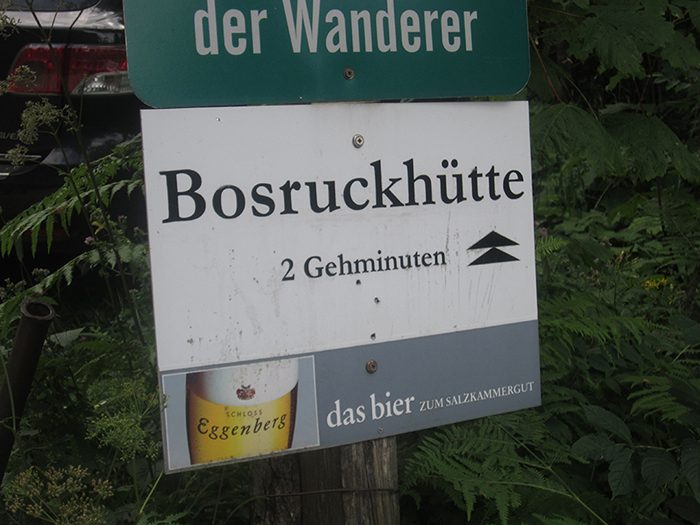 der Wanderer
Bosruckhütte
2 Gehminuten
SCHLOSS
Eggenberg
das bier ZUM SALZKAMMERGUT